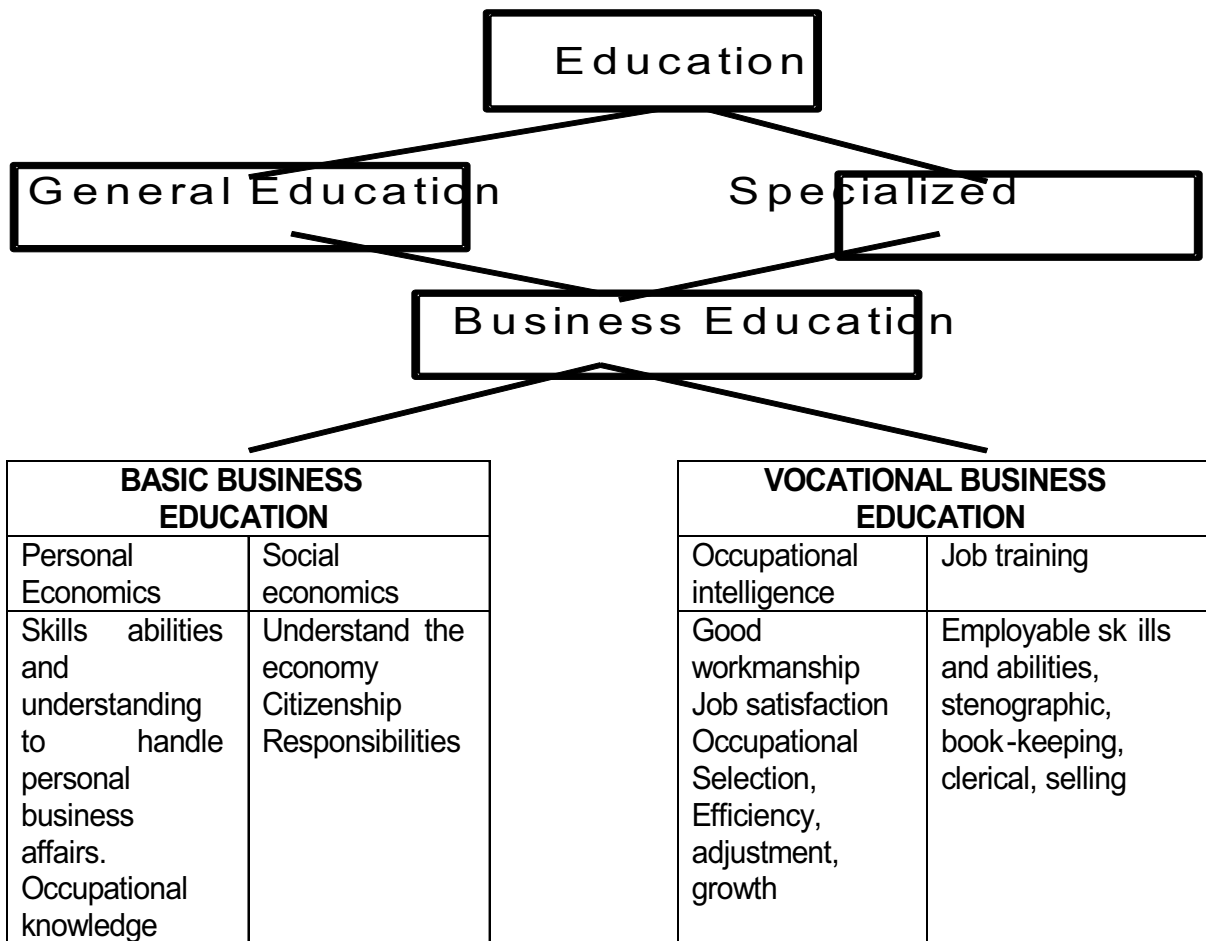 Education
General Education
Specialized
Business Education
BASIC BUSINESS
EDUCATION
Personal
Economics
Social
economics
Skills abilities
and
understanding
to handle
personal
business
affairs.
Occupational
knowledge
Understand the
economy
Citizenship
Responsibilities
VOCATIONAL BUSINESS
EDUCATION
Occupational
intelligence
Job training
Good
workmanship
Job satisfaction
Occupational
Selection,
Efficiency,
adjustment,
growth
Employable sk ills
and abilities,
stenographic,
book-keeping,
clerical, selling